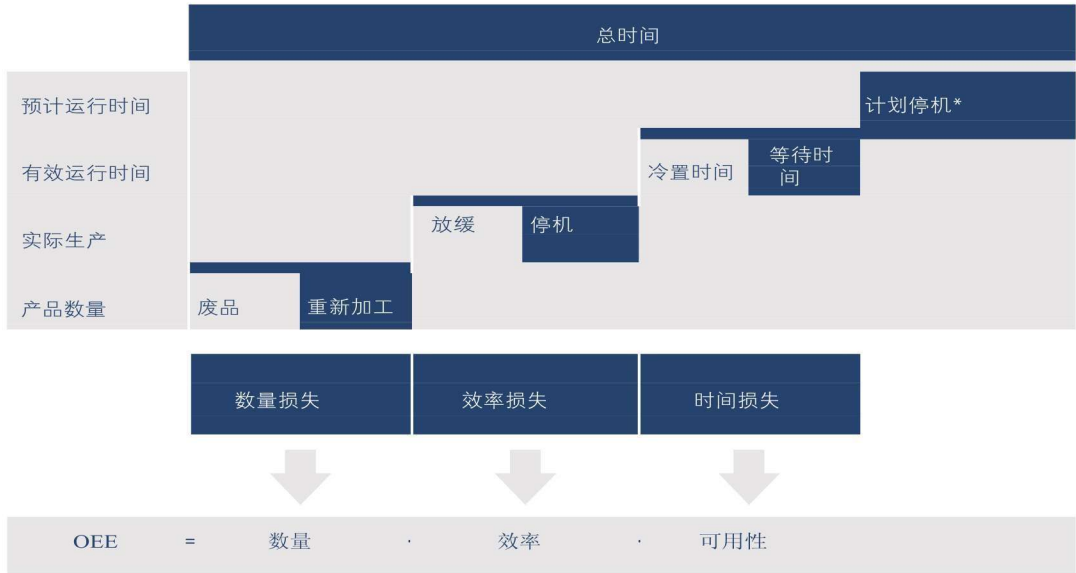 总时间
预计运行时间
计划停机*
有效运行时间
冷置时间
等待时
间
实际生产
放缓
停机
产品数量
废品
重新加工
数量损失
效率损失
时间损失
OEE = 数量 · 效率 · 可用性